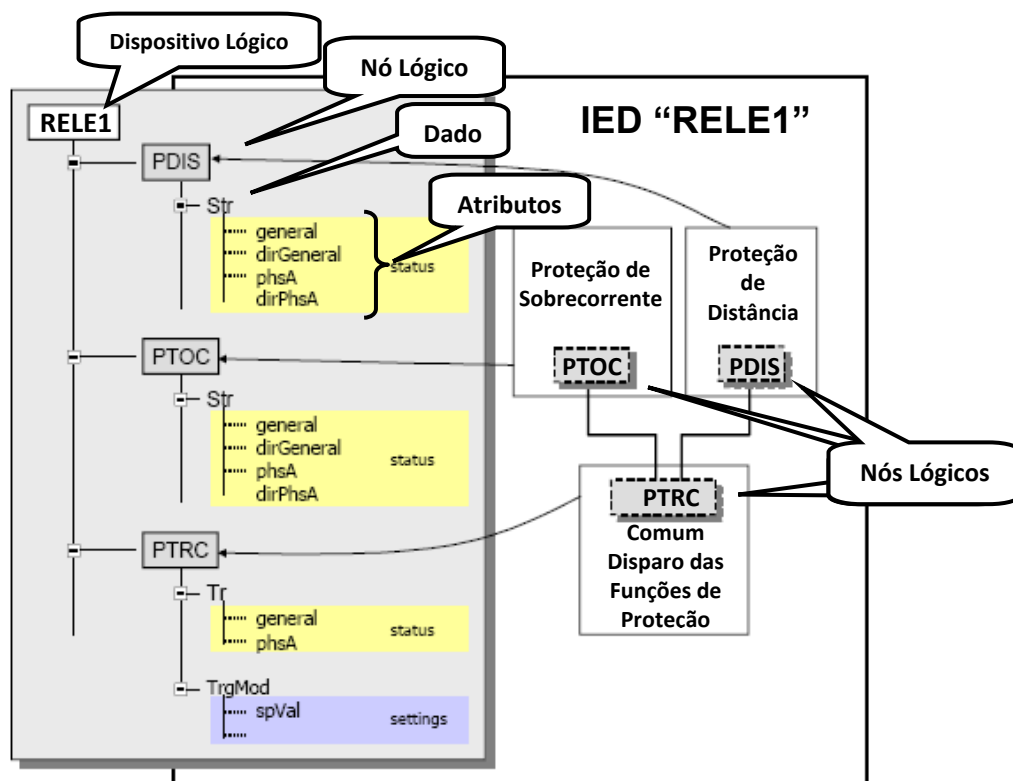 Dispositivo Lógico
Nó Lógico
IED “RELE1”
RELE1
Dado
PDIS
Str
Atributos
general
dirGeneral
phsA
dirPhsA
status
Proteção de
Sobrecorrente
PTOC
Proteção
de
Distância
PDIS
PTOC
Str
general
dirGeneral
phsA
dirPhsA
status
Nós Lógicos
PTRC
Comum
Disparo das
Funções de
Protecão
PTRC
Tr
general
phsA
status
TrgMod
spVal
settings